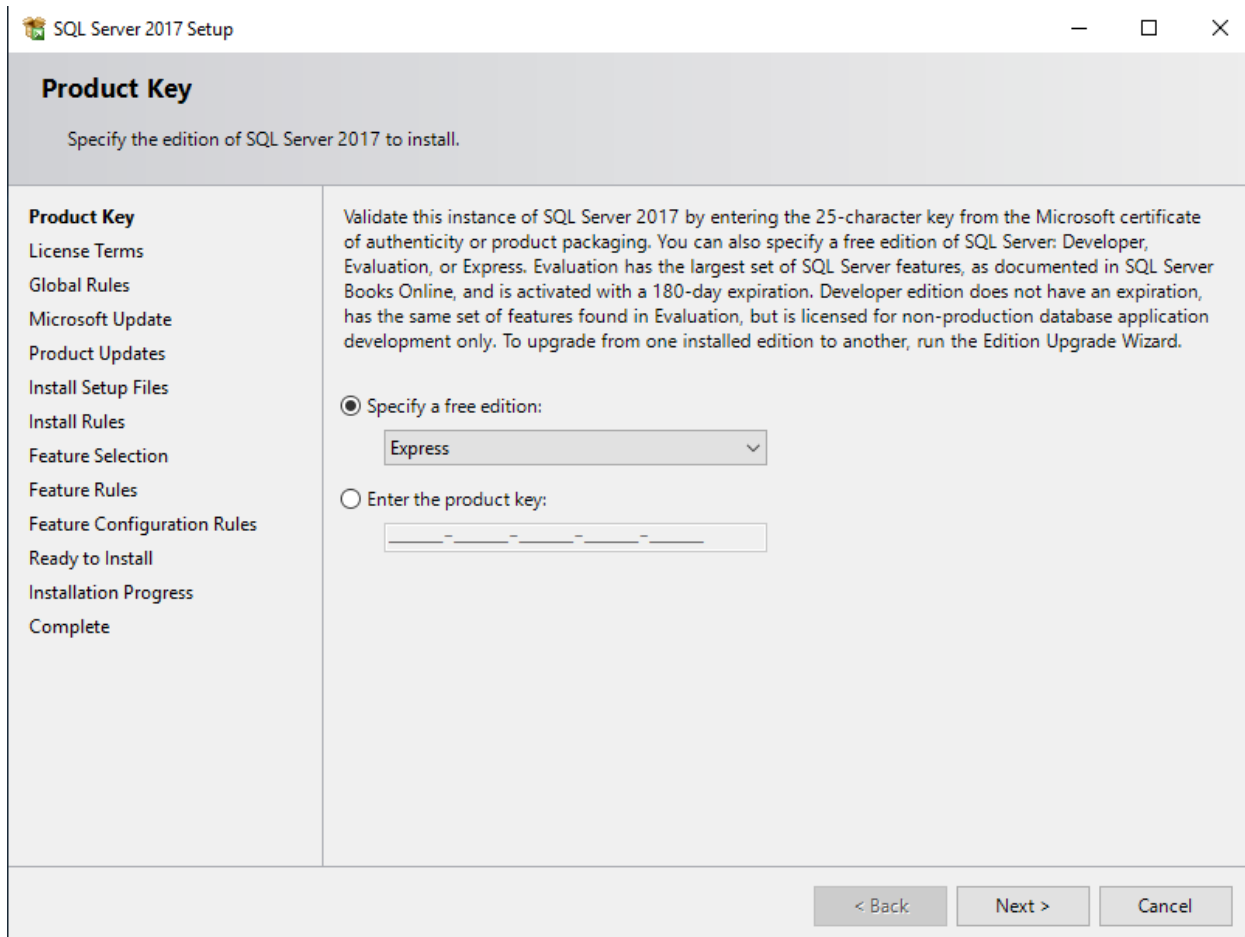 SQL Server 2017 Setup
Product Key
Specify the edition of SQL Server 2017 to install.
Product Key
License Terms
Global Rules
Microsoft Update
Product Updates
Install Setup Files
Install Rules
Feature Selection
Feature Rules
Feature Configuration Rules
Ready to Install
Installation Progress
Complete
Validate this instance of SQL Server 2017 by entering the 25-character key from the Microsoft certificate
of authenticity or product packaging. You can also specify a free edition of SQL Server: Developer,
Evaluation, or Express. Evaluation has the largest set of SQL Server features, as documented in SQL Server
Books Online, and is activated with a 180-day expiration. Developer edition does not have an expiration,
has the same set of features found in Evaluation, but is licensed for non-production database application
development only. To upgrade from one installed edition to another, run the Edition Upgrade Wizard.
Specify a free edition:
Express
Enter the product key:
_____-_____-_____-_____-_____
< Back
Next >
Cancel